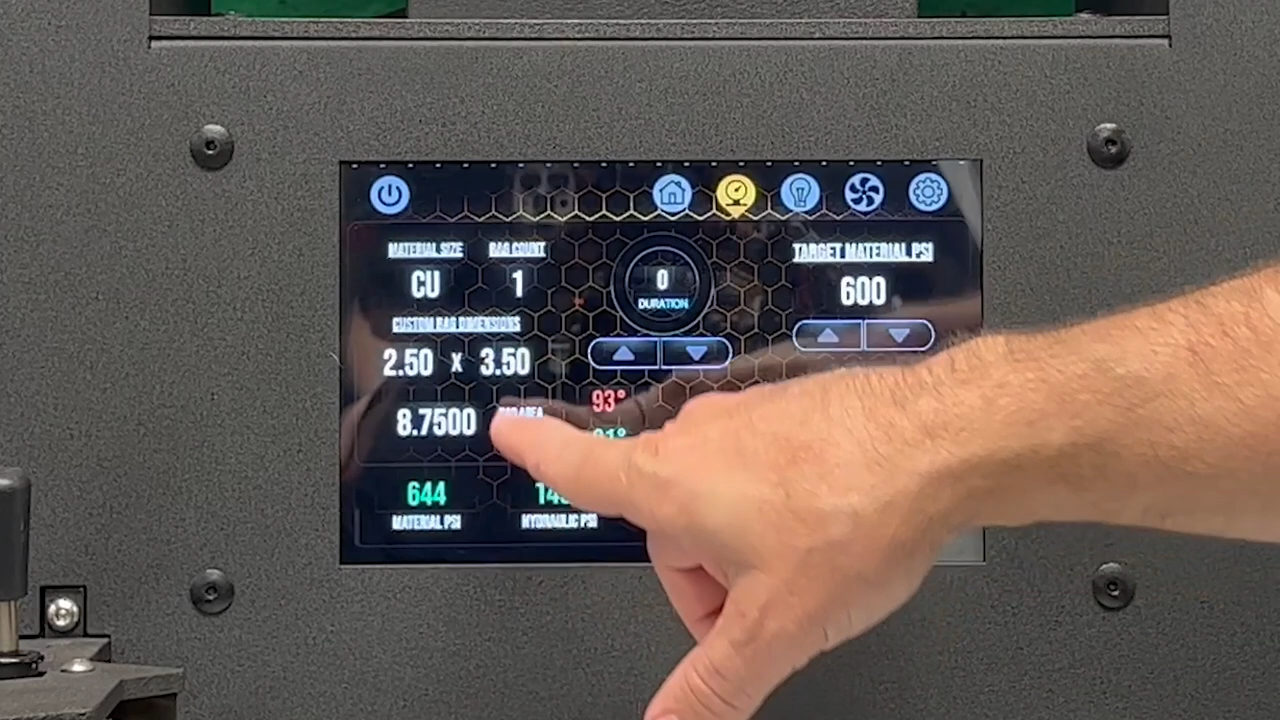 MATERIAL SIZE BAG COUNT
CU 1
0
DURATION
TARGET MATERIAL PSI
600
CUSTOM BAG DIMENSIONS
2.50 x 3.50
8.7500
93°
91°
644
MATERIAL PSI
HYDRAULIC PSI